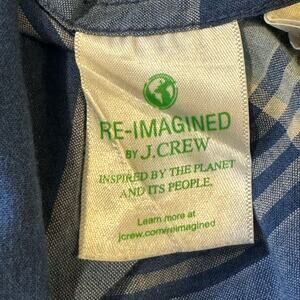 RE-IMAGINED
BY J.CREW
INSPIRED BY THE PLANET
AND ITS PEOPLE.
Learn more at
jcrew.com/reimagined